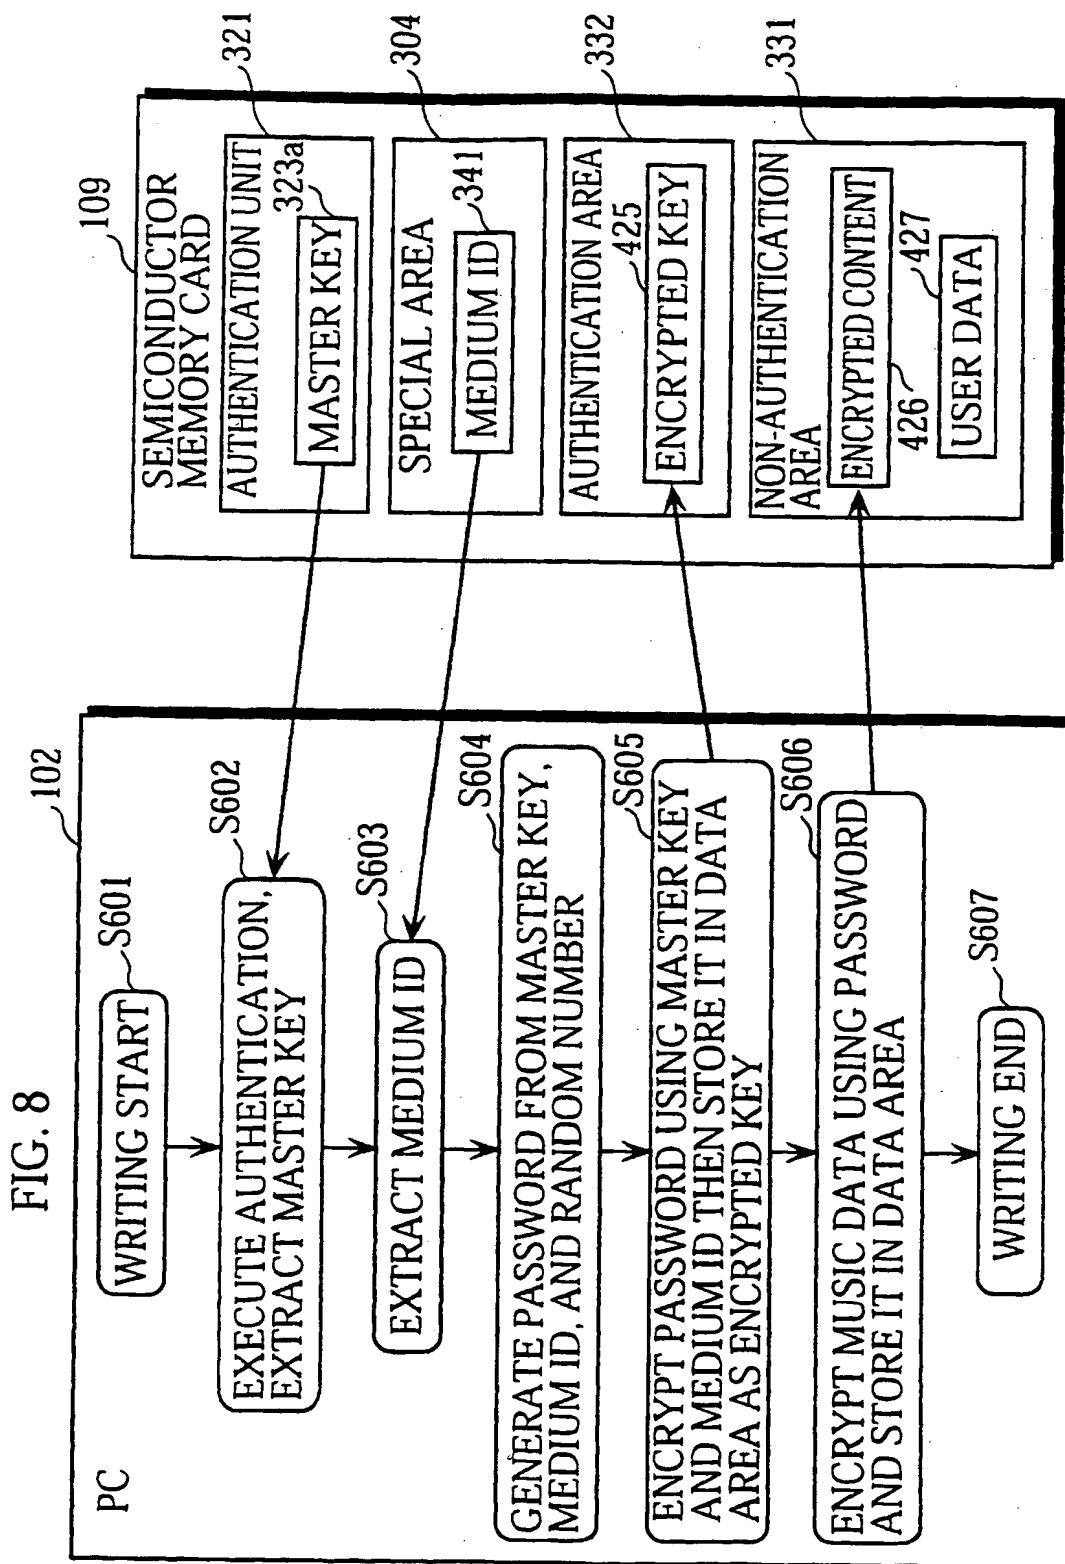 FIG. 8
PC
102
WRITING START
S601
EXECUTE AUTHENTICATION,
EXTRACT MASTER KEY
S602
EXTRACT MEDIUM ID
S603
GENERATE PASSWORD FROM MASTER KEY,
MEDIUM ID, AND RANDOM NUMBER
S604
ENCRYPT PASSWORD USING MASTER KEY
AND MEDIUM ID THEN STORE IT IN DATA
AREA AS ENCRYPTED KEY
S605
ENCRYPT MUSIC DATA USING PASSWORD
AND STORE IT IN DATA AREA
S606
WRITING END
S607
109
SEMICONDUCTOR
MEMORY CARD
AUTHENTICATION UNIT
321
323a
MASTER KEY
SPECIAL AREA
304
341
MEDIUM ID
AUTHENTICATION AREA
332
425
ENCRYPTED KEY
NON-AUTHENTICATION
AREA
331
ENCRYPTED CONTENT
426
427
USER DATA